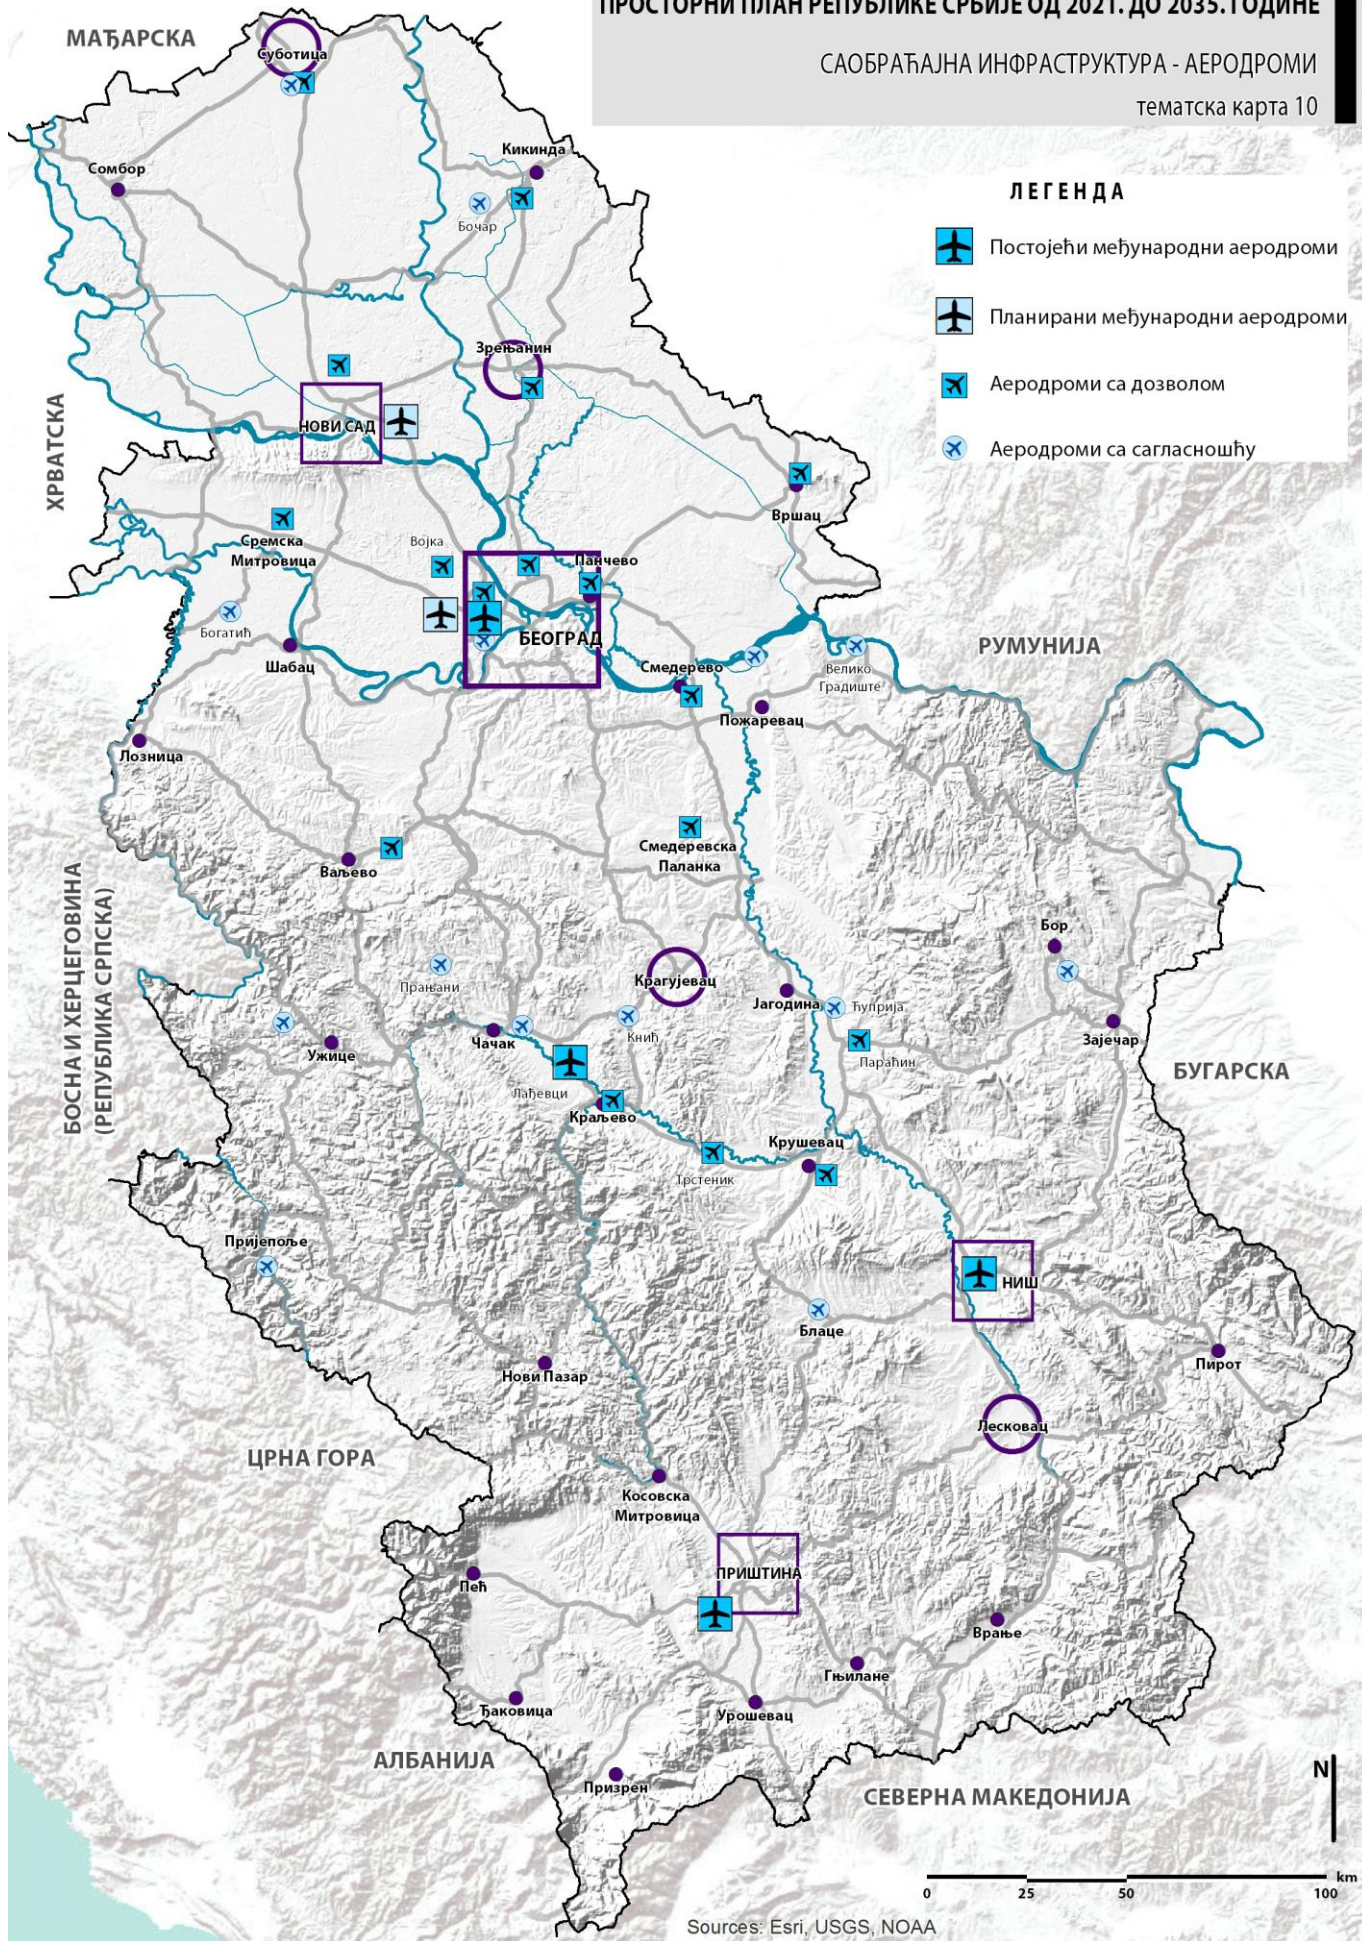 ПРОСТОРНИ ПЛАН РЕПУБЛИКЕ СРБИЈЕ ОД 2021. ДО 2035. ГОДИНЕ
САОБРАЋАЈНА ИНФРАСТРУКТУРА - АЕРОДРОМИ
тематска карта 10
ЛЕГЕНДА
Постојећи међународни аеродроми
Планирани међународни аеродроми
Аеродроми са дозволом
Аеродроми са сагласношћу
МАЂАРСКА
Суботица
Сомбор
Кикинда
Бочар
Зрењанин
НОВИ САД
ХРВАТСКА
Вршац
Сремска
Митровица
Војка
Панчево
Богатић
БЕОГРАД
Шабац
РУМУНИЈА
Смедерево
Велико
Градиште
Пожаревац
Лозница
Смедеревска
Паланка
Ваљево
БОСНА И ХЕРЦЕГОВИНА
(РЕПУБЛИКА СРПСКА)
Бор
Прањани
Крагујевац
Јагодина
Ћуприја
Кнић
Чачак
Ужице
Зајечар
Параћин
БУГАРСКА
Лађевци
Краљево
Крушевац
Трстеник
Пријепоље
НИШ
Блаце
Пирот
Нови Пазар
Лесковац
ЦРНА ГОРА
Косовска
Митровица
ПРИШТИНА
Пећ
Врање
Гњилане
Ђаковица
Урошевац
АЛБАНИЈА
Призрен
СЕВЕРНА МАКЕДОНИЈА
N
km
0 25 50 100
Sources: Esri, USGS, NOAA